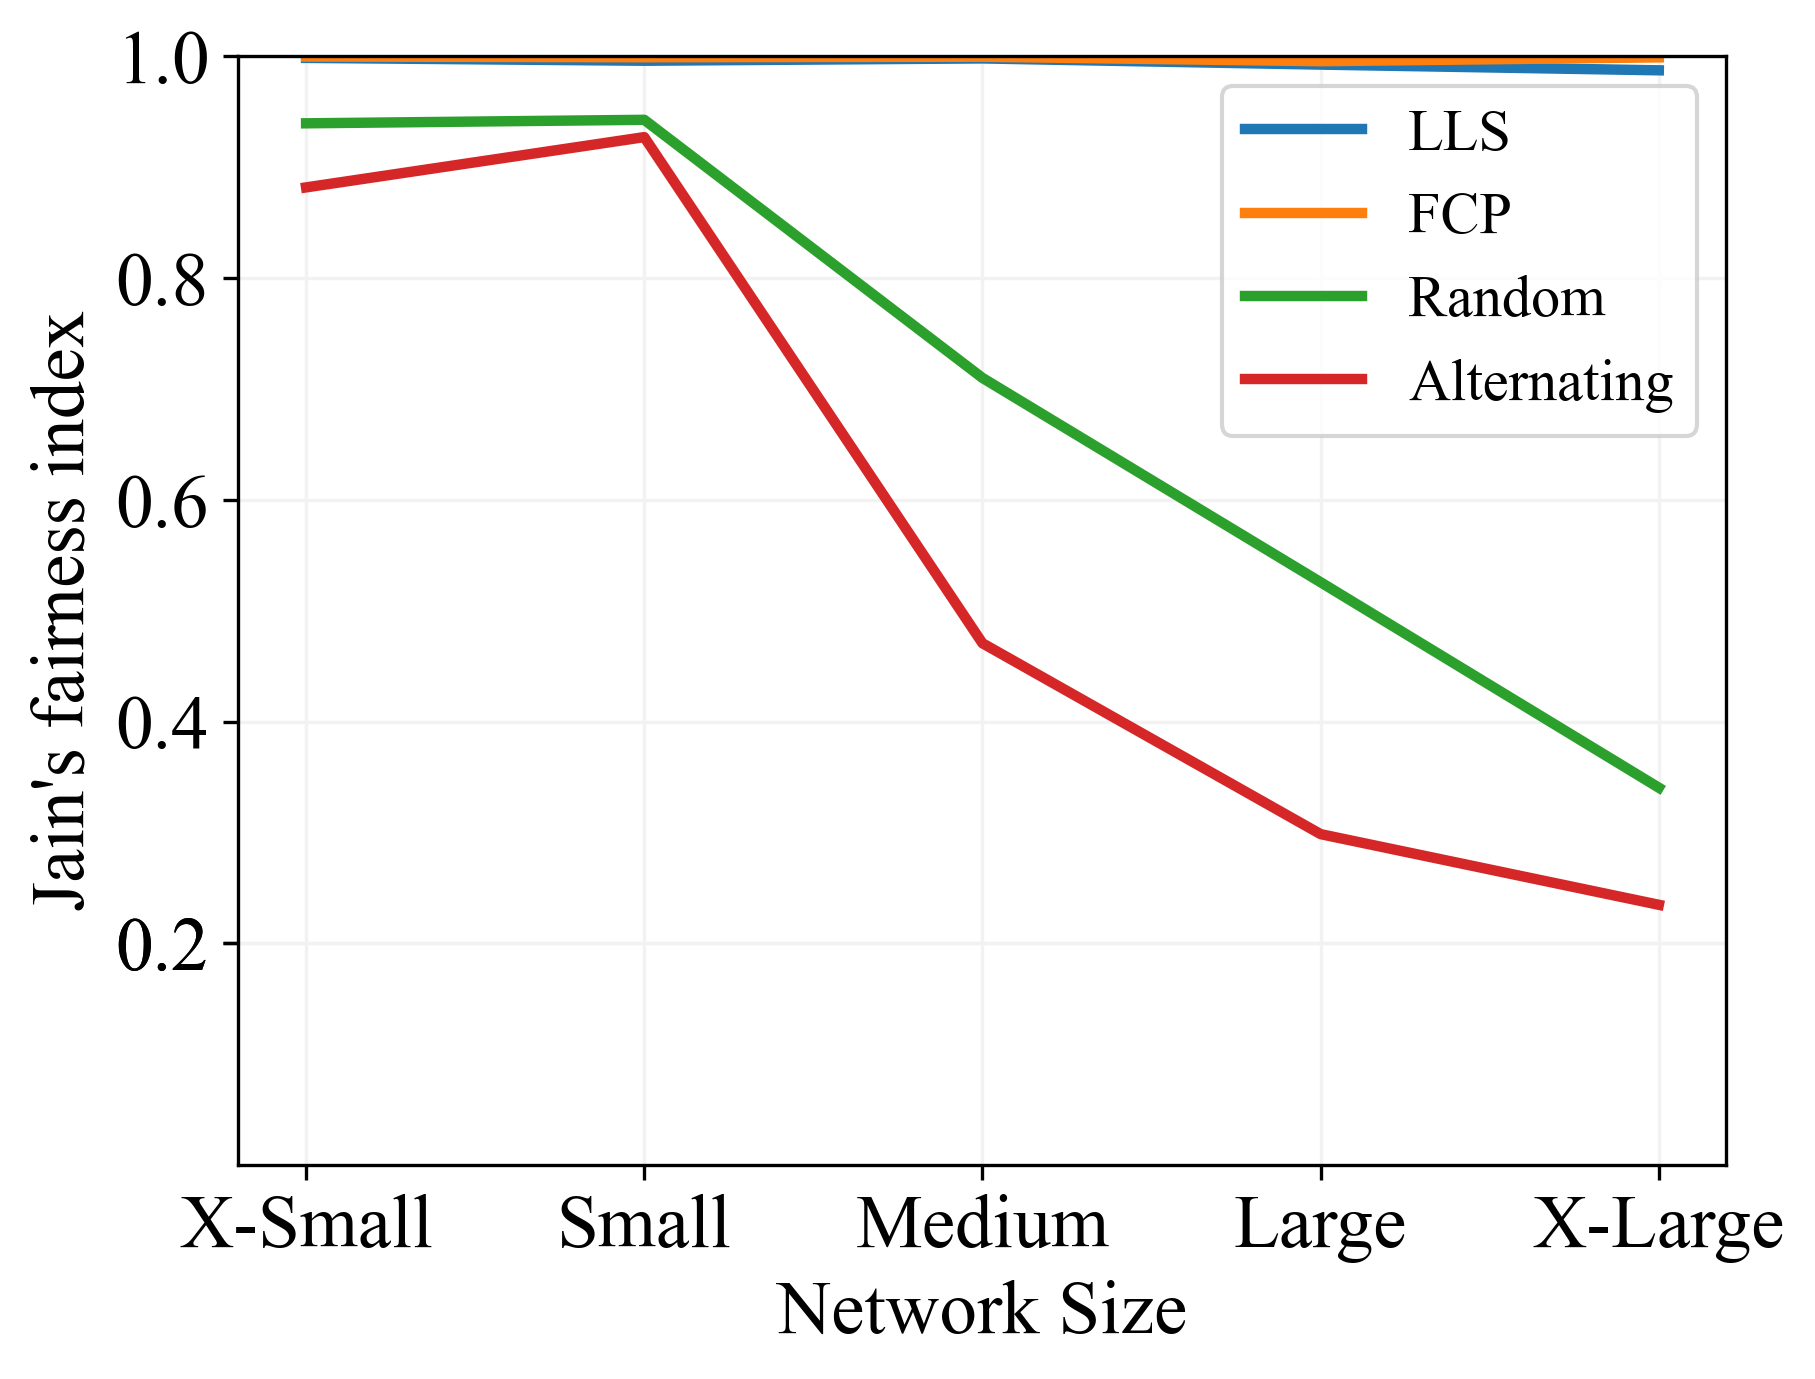 1.0
0.8
0.6
0.4
0.2
Jain's fairness index
LLS
FCP
Random
Alternating
X-Small Small Medium Large X-Large
Network Size